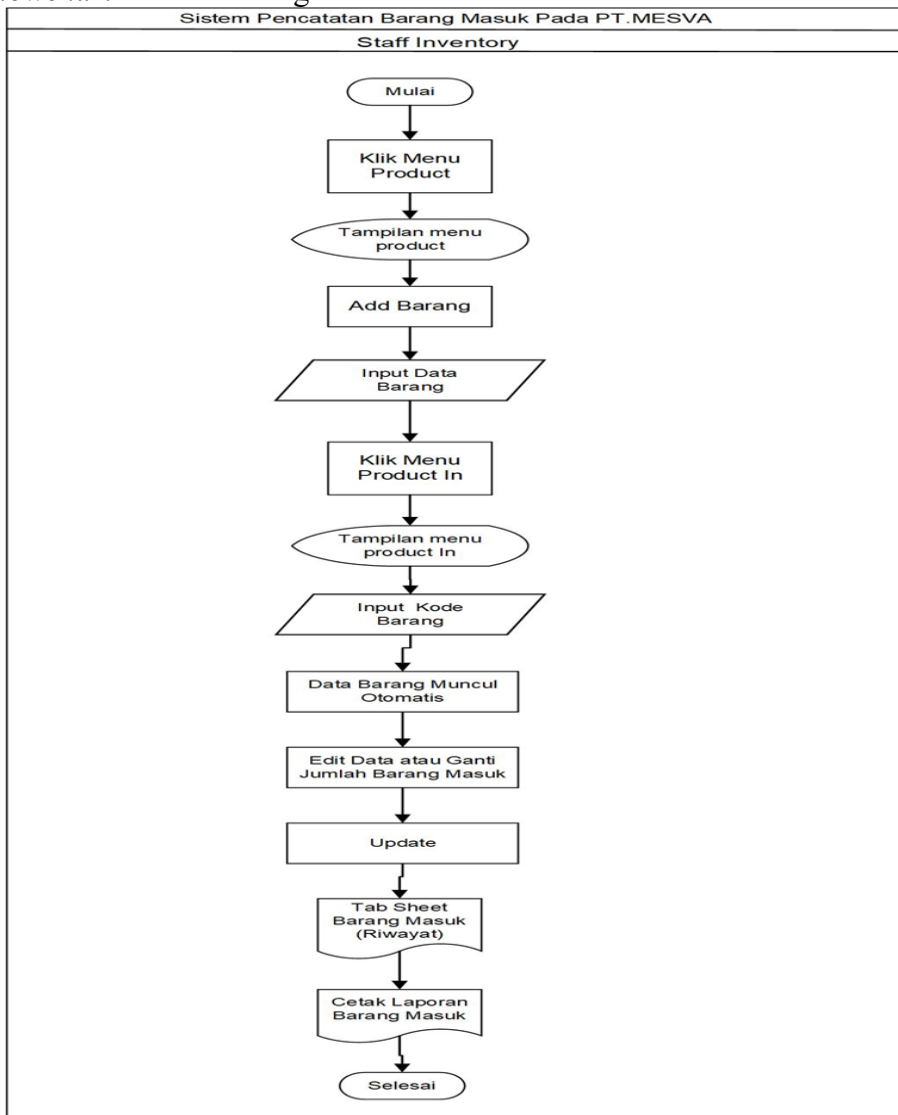 Sistem Pencatatan Barang Masuk Pada PT.MESVA
Staff Inventory
Mulai
Klik Menu
Product
Tampilan menu
product
Add Barang
Input Data
Barang
Klik Menu
Product In
Tampilan menu
product In
Input Kode
Barang
Data Barang Muncul
Otomatis
Edit Data atau Ganti
Jumlah Barang Masuk
Update
Tab Sheet
Barang Masuk
(Riwayat)
Cetak Laporan
Barang Masuk
Selesai